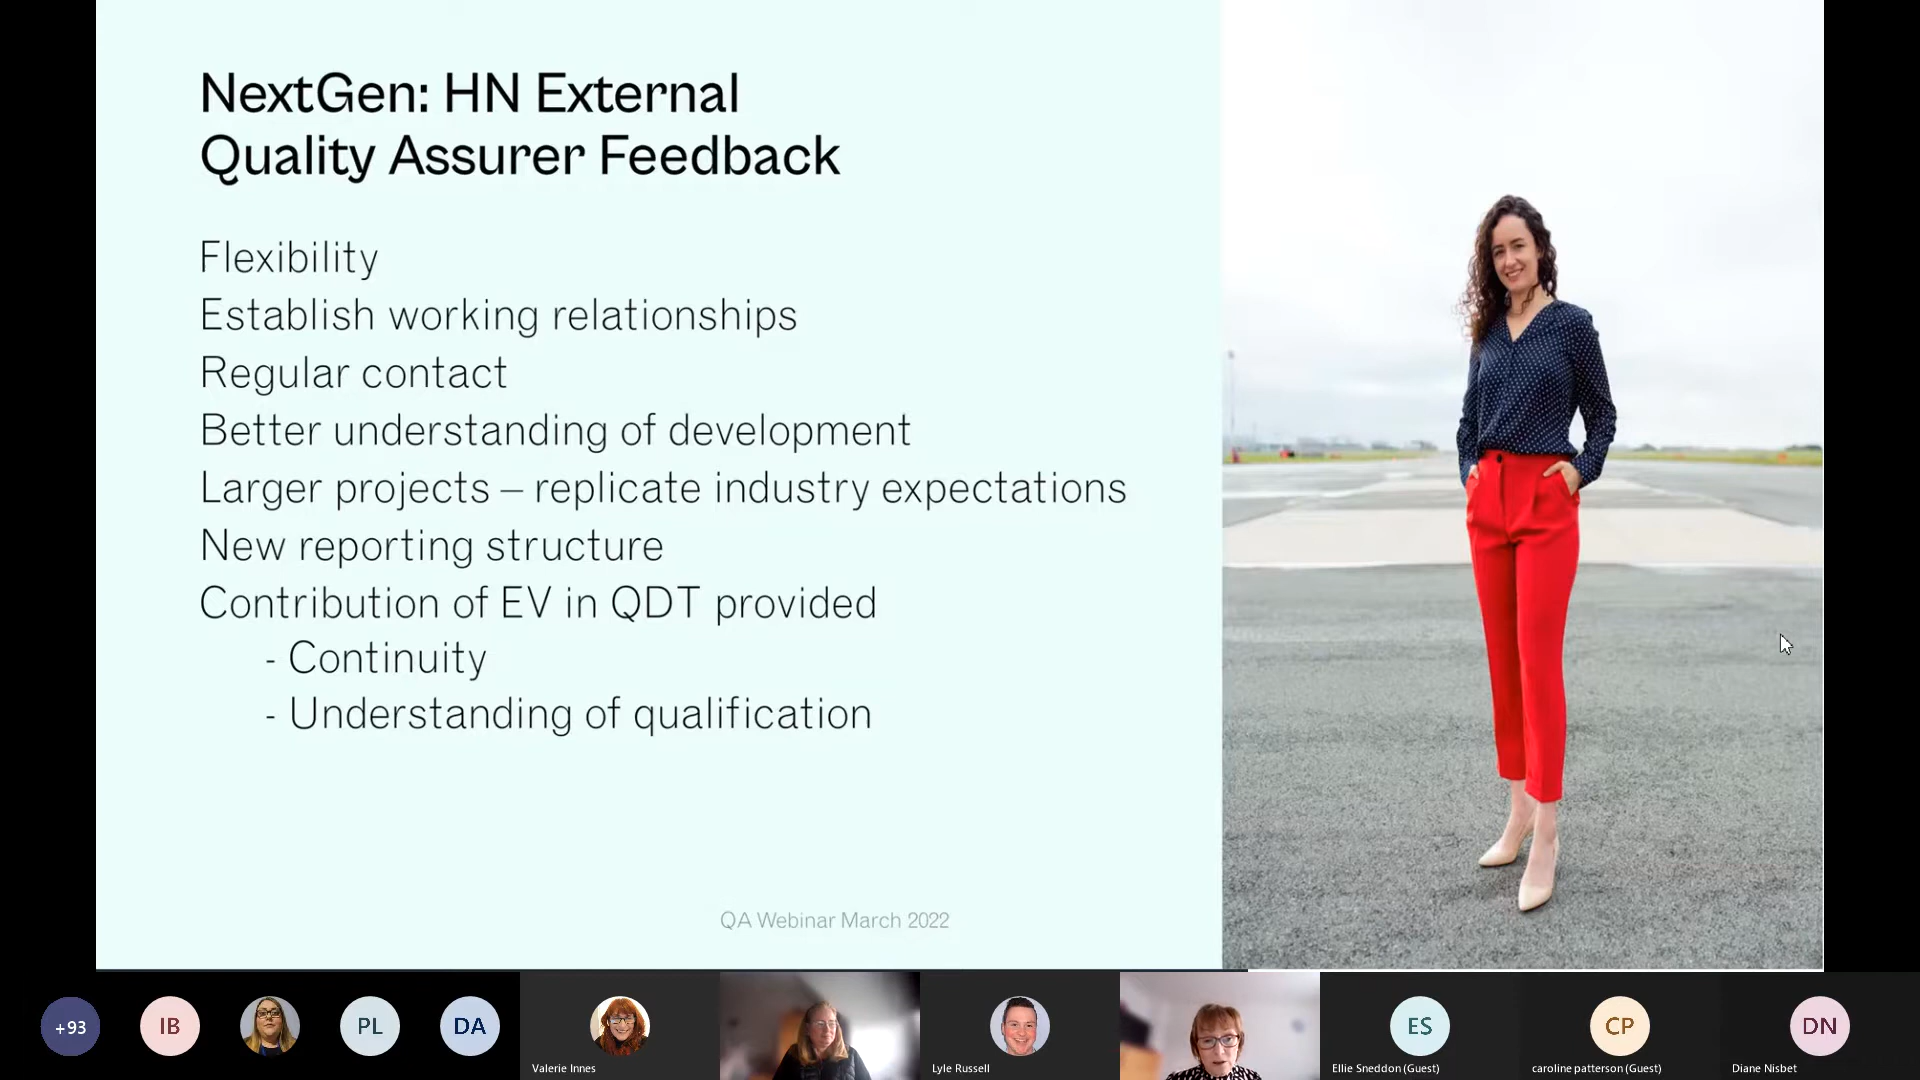 NextGen: HN External
Quality Assurer Feedback
Flexibility
Establish working relationships
Regular contact
Better understanding of development
Larger projects – replicate industry expectations
New reporting structure
Contribution of EV in QDT provided
- Continuity
- Understanding of qualification
QA Webinar March 2022
+93
IB
PL
DA
Valerie Innes
Lyle Russell
ES
Ellie Sneddon (Guest)
CP
caroline patterson (Guest)
DN
Diane Nisbet